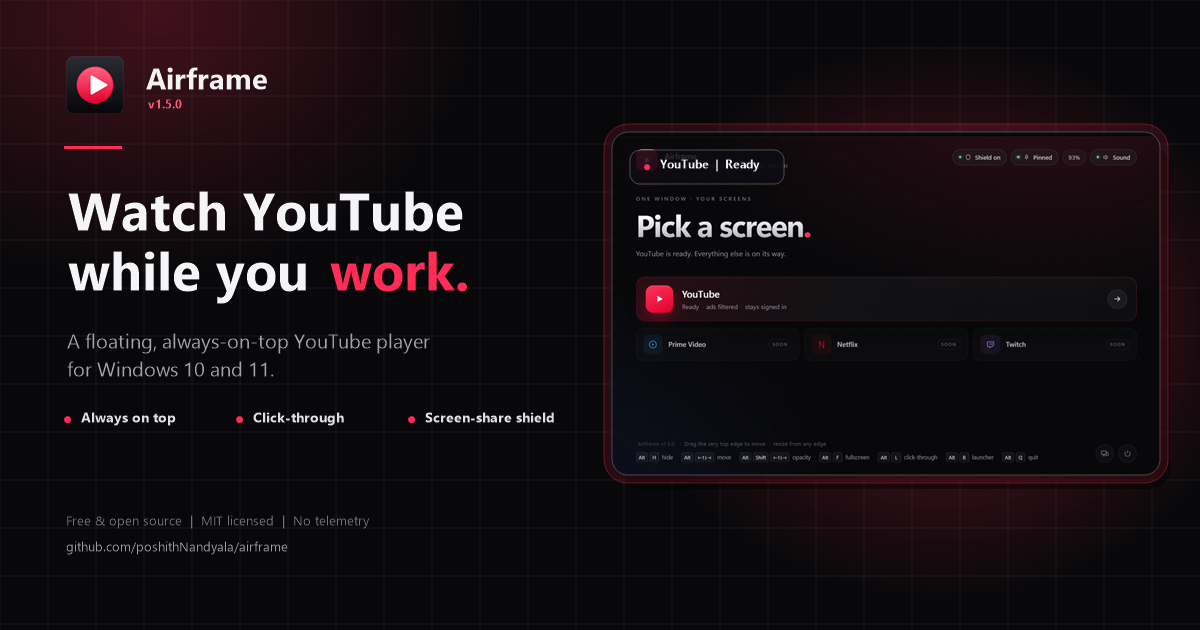 Airframe
v1.5.0
Watch YouTube
while you work.
A floating, always-on-top YouTube player
for Windows 10 and 11.
Always on top
Click-through
Screen-share shield
Free & open source | MIT licensed | No telemetry
github.com/poshithNandyala/airframe
YouTube | Ready
Shield on
Pinned
93%
Sound
ONE WINDOW · YOUR SCREENS
Pick a screen.
YouTube is ready. Everything else is on its way.
YouTube
Ready · ads filtered · stays signed in
Prime Video
SOON
Netflix
SOON
Twitch
SOON
Airframe v1.5.0 · Drag the very top edge to move · resize from any edge
Alt H hide Alt ←↑↓→ move Alt Shift ←↑↓→ opacity Alt F fullscreen Alt L click-through Alt B launcher Alt Q quit